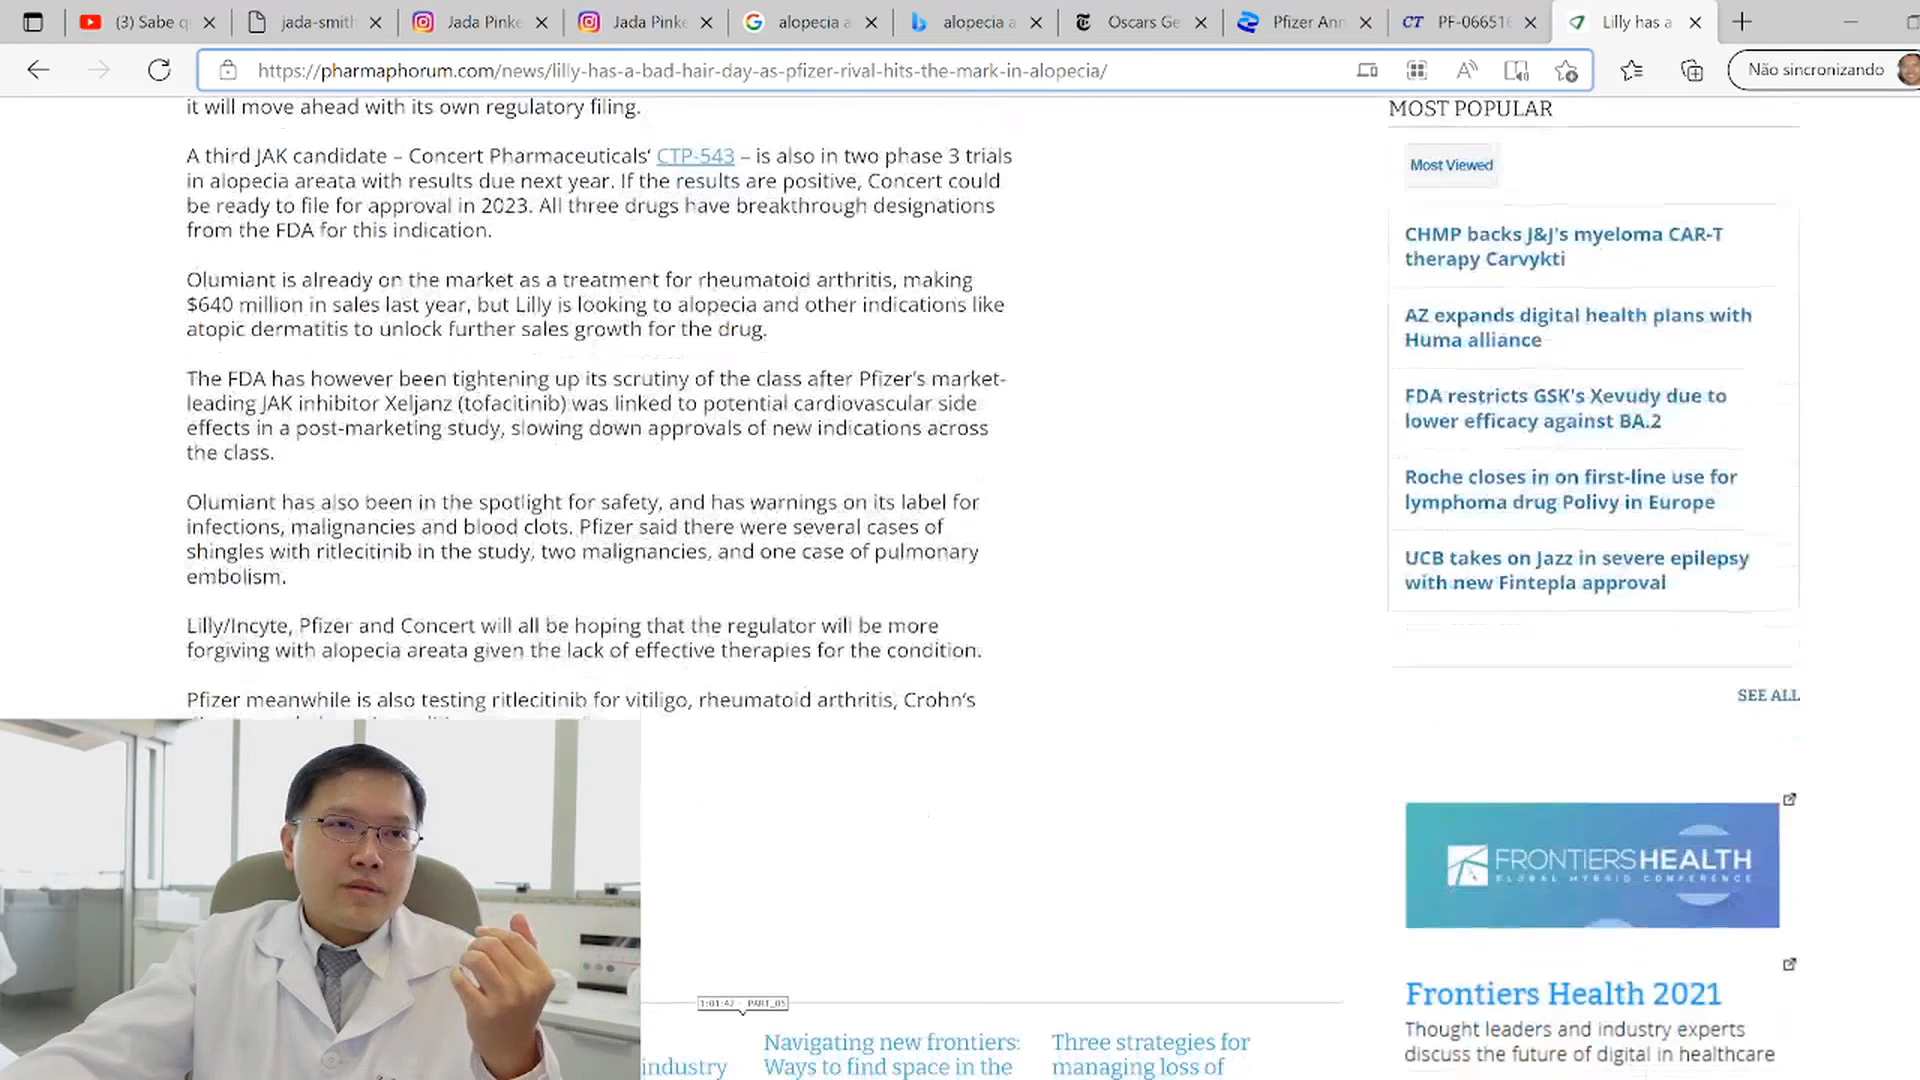 (3) Sabe q
jada-smith
Jada Pinke
Jada Pinke
alopecia a
alopecia a
Oscars Ge
Pfizer Ann
CT PF-06651
Lilly has a
https://pharmaphorum.com/news/lilly-has-a-bad-hair-day-as-pfizer-rival-hits-the-mark-in-alopecia/
Não sincronizando
it will move ahead with its own regulatory filing.
A third JAK candidate – Concert Pharmaceuticals‘ CTP-543 – is also in two phase 3 trials
in alopecia areata with results due next year. If the results are positive, Concert could
be ready to file for approval in 2023. All three drugs have breakthrough designations
from the FDA for this indication.
Olumiant is already on the market as a treatment for rheumatoid arthritis, making
$640 million in sales last year, but Lilly is looking to alopecia and other indications like
atopic dermatitis to unlock further sales growth for the drug.
The FDA has however been tightening up its scrutiny of the class after Pfizer’s market-
leading JAK inhibitor Xeljanz (tofacitinib) was linked to potential cardiovascular side
effects in a post-marketing study, slowing down approvals of new indications across
the class.
Olumiant has also been in the spotlight for safety, and has warnings on its label for
infections, malignancies and blood clots. Pfizer said there were several cases of
shingles with ritlecitinib in the study, two malignancies, and one case of pulmonary
embolism.
Lilly/Incyte, Pfizer and Concert will all be hoping that the regulator will be more
forgiving with alopecia areata given the lack of effective therapies for the condition.
Pfizer meanwhile is also testing ritlecitinib for vitiligo, rheumatoid arthritis, Crohn’s
MOST POPULAR
Most Viewed
CHMP backs J&J's myeloma CAR-T
therapy Carvykti
AZ expands digital health plans with
Huma alliance
FDA restricts GSK's Xevudy due to
lower efficacy against BA.2
Roche closes in on first-line use for
lymphoma drug Polivy in Europe
UCB takes on Jazz in severe epilepsy
with new Fintepla approval
SEE ALL
FRONTIERS HEALTH
GLOBAL HYBRID CONFERENCE
Frontiers Health 2021
Thought leaders and industry experts
discuss the future of digital in healthcare
1:01:42 - PART_05
industry
Navigating new frontiers:
Ways to find space in the
Three strategies for
managing loss of